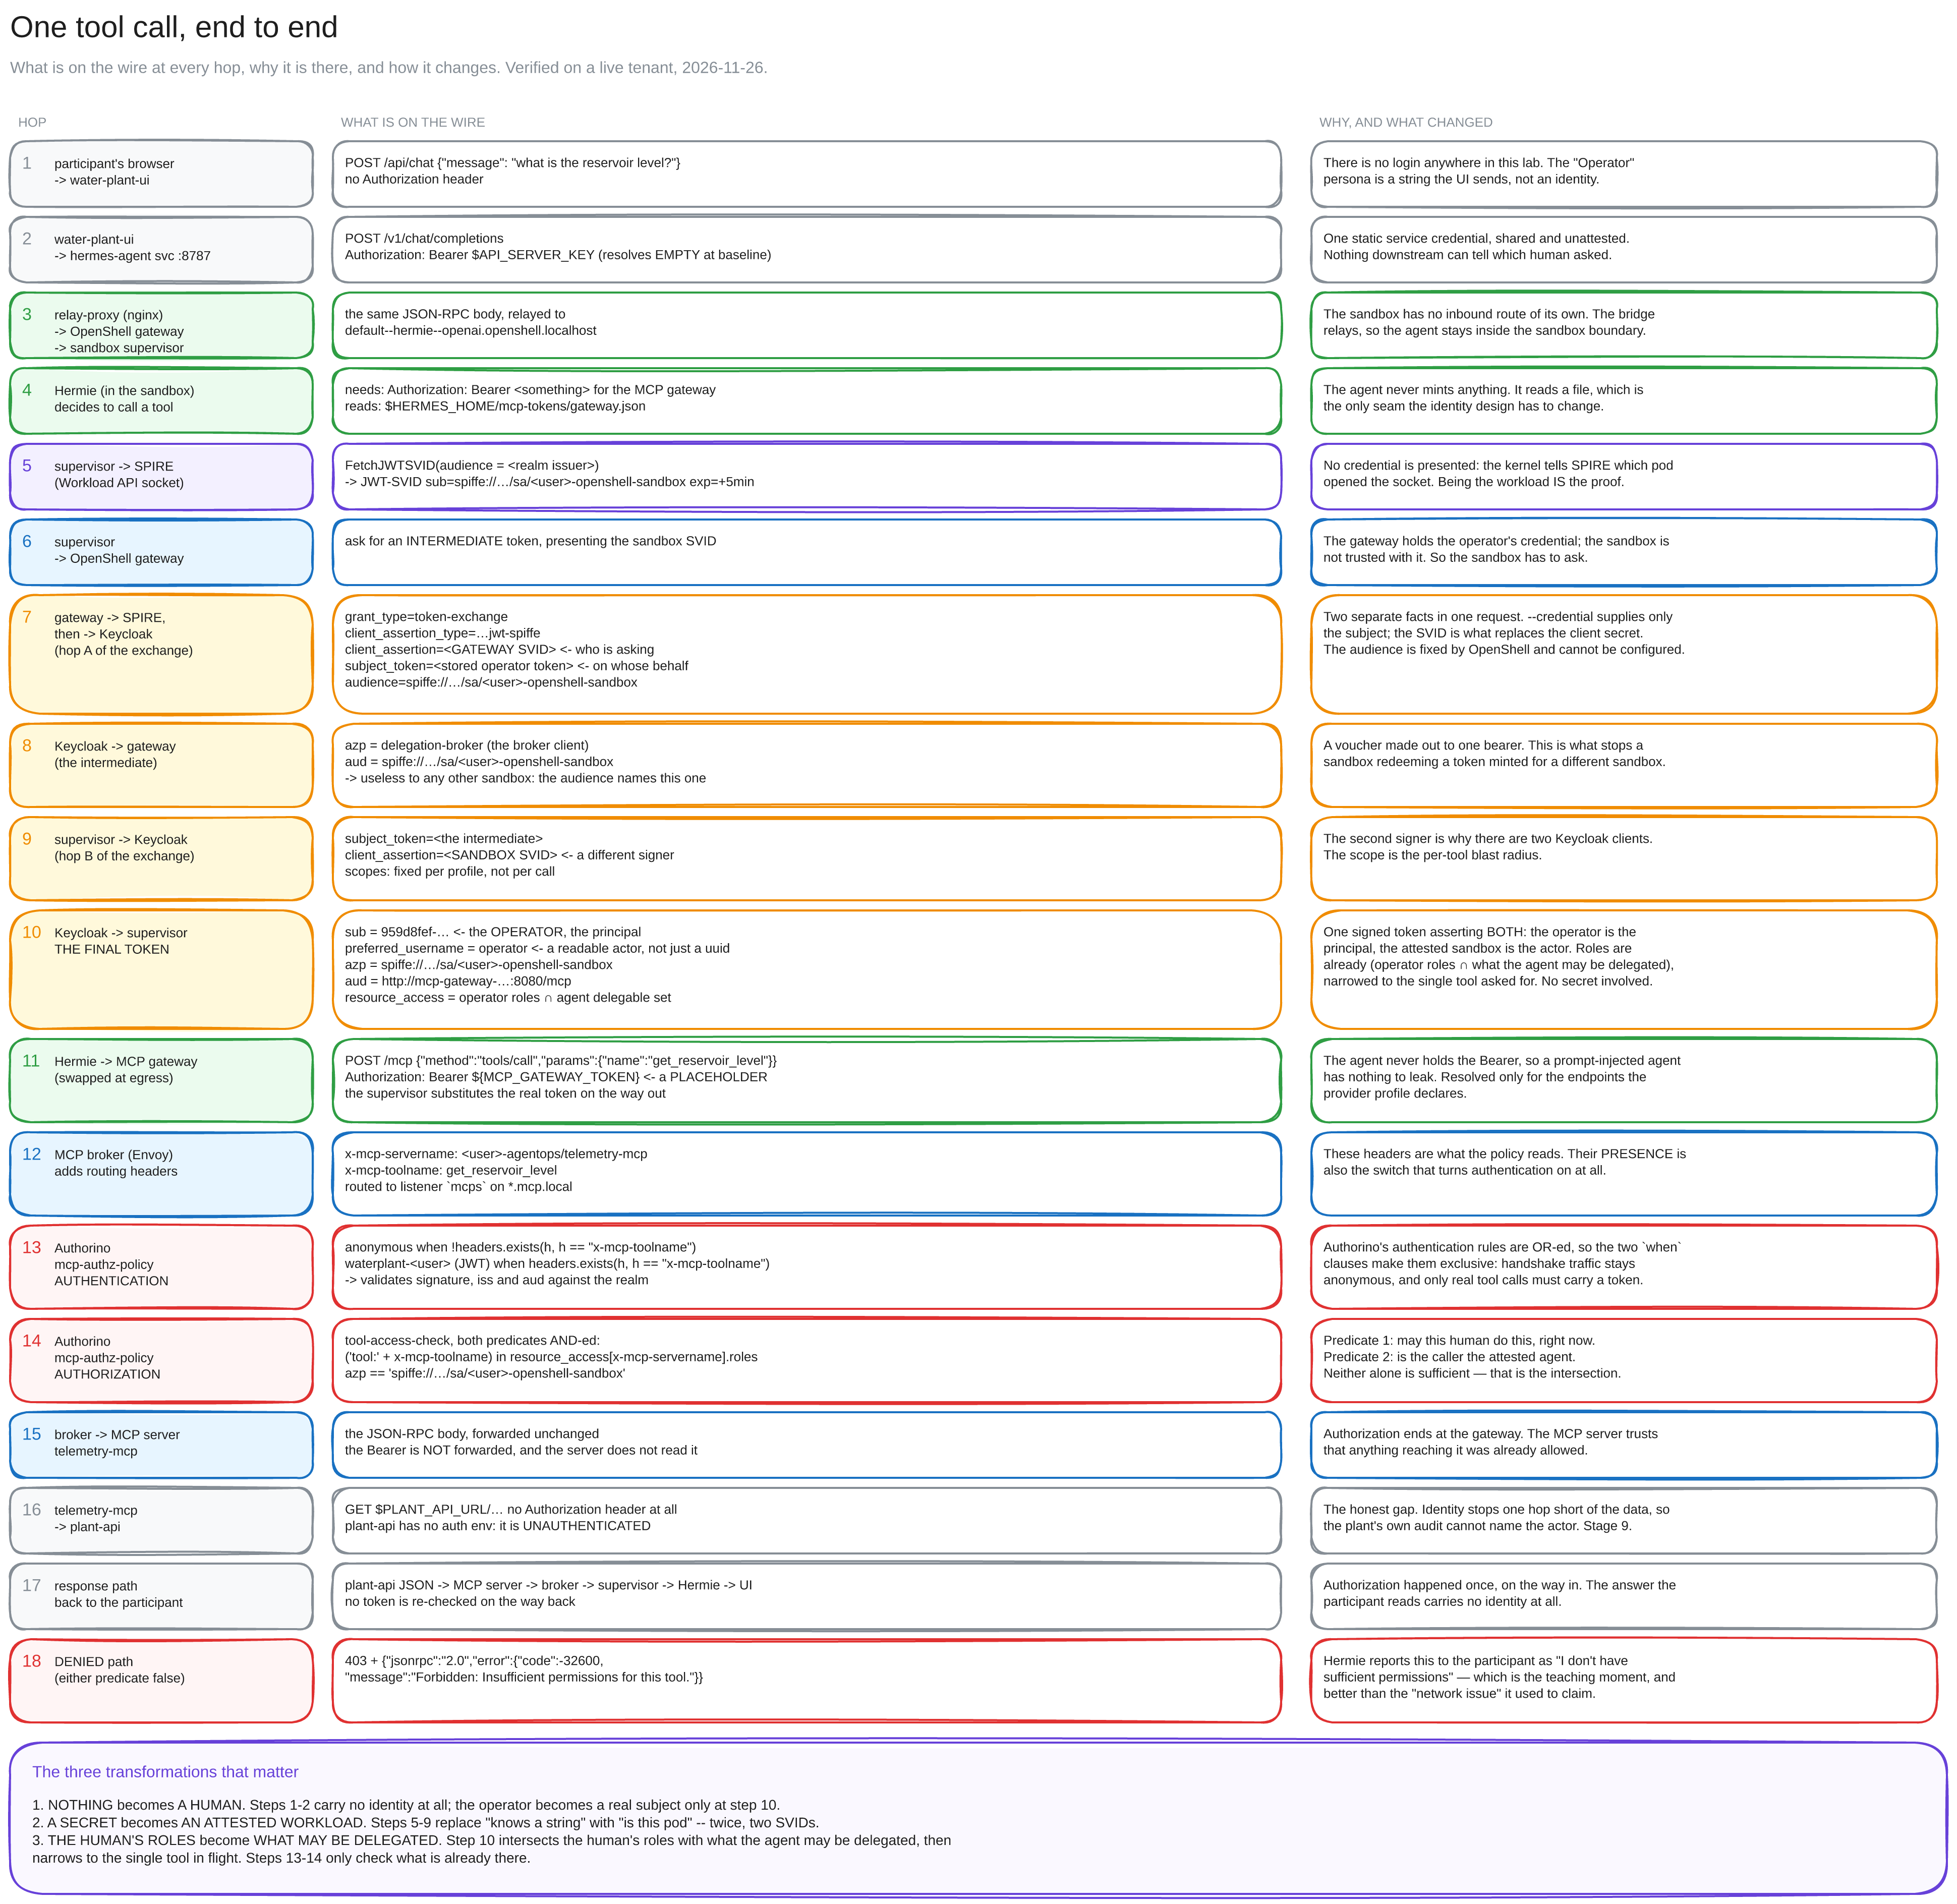 One tool call, end to end
What is on the wire at every hop, why it is there, and how it changes. Verified on a live tenant, 2026-11-26.
HOP
WHAT IS ON THE WIRE
WHY, AND WHAT CHANGED
1
participant's browser
-> water-plant-ui
POST /api/chat {"message": "what is the reservoir level?"}
no Authorization header
There is no login anywhere in this lab. The "Operator"
persona is a string the UI sends, not an identity.
2
water-plant-ui
-> hermes-agent svc :8787
POST /v1/chat/completions
Authorization: Bearer $API_SERVER_KEY (resolves EMPTY at baseline)
One static service credential, shared and unattested.
Nothing downstream can tell which human asked.
3
relay-proxy (nginx)
-> OpenShell gateway
-> sandbox supervisor
the same JSON-RPC body, relayed to
default--hermie--openai.openshell.localhost
The sandbox has no inbound route of its own. The bridge
relays, so the agent stays inside the sandbox boundary.
4
Hermie (in the sandbox)
decides to call a tool
needs: Authorization: Bearer <something> for the MCP gateway
reads: $HERMES_HOME/mcp-tokens/gateway.json
The agent never mints anything. It reads a file, which is
the only seam the identity design has to change.
5
supervisor -> SPIRE
(Workload API socket)
FetchJWTSVID(audience = <realm issuer>)
-> JWT-SVID sub=spiffe://…/sa/<user>-openshell-sandbox exp=+5min
No credential is presented: the kernel tells SPIRE which pod
opened the socket. Being the workload IS the proof.
6
supervisor
-> OpenShell gateway
ask for an INTERMEDIATE token, presenting the sandbox SVID
The gateway holds the operator's credential; the sandbox is
not trusted with it. So the sandbox has to ask.
7
gateway -> SPIRE,
then -> Keycloak
(hop A of the exchange)
grant_type=token-exchange
client_assertion_type=…jwt-spiffe
client_assertion=<GATEWAY SVID> <- who is asking
subject_token=<stored operator token> <- on whose behalf
audience=spiffe://…/sa/<user>-openshell-sandbox
Two separate facts in one request. --credential supplies only
the subject; the SVID is what replaces the client secret.
The audience is fixed by OpenShell and cannot be configured.
8
Keycloak -> gateway
(the intermediate)
azp = delegation-broker (the broker client)
aud = spiffe://…/sa/<user>-openshell-sandbox
-> useless to any other sandbox: the audience names this one
A voucher made out to one bearer. This is what stops a
sandbox redeeming a token minted for a different sandbox.
9
supervisor -> Keycloak
(hop B of the exchange)
subject_token=<the intermediate>
client_assertion=<SANDBOX SVID> <- a different signer
scopes: fixed per profile, not per call
The second signer is why there are two Keycloak clients.
The scope is the per-tool blast radius.
10
Keycloak -> supervisor
THE FINAL TOKEN
sub = 959d8fef-… <- the OPERATOR, the principal
preferred_username = operator <- a readable actor, not just a uuid
azp = spiffe://…/sa/<user>-openshell-sandbox
aud = http://mcp-gateway-…:8080/mcp
resource_access = operator roles ∩ agent delegable set
One signed token asserting BOTH: the operator is the
principal, the attested sandbox is the actor. Roles are
already (operator roles ∩ what the agent may be delegated),
narrowed to the single tool asked for. No secret involved.
11
Hermie -> MCP gateway
(swapped at egress)
POST /mcp {"method":"tools/call","params":{"name":"get_reservoir_level"}}
Authorization: Bearer ${MCP_GATEWAY_TOKEN} <- a PLACEHOLDER
the supervisor substitutes the real token on the way out
The agent never holds the Bearer, so a prompt-injected agent
has nothing to leak. Resolved only for the endpoints the
provider profile declares.
12
MCP broker (Envoy)
adds routing headers
x-mcp-servername: <user>-agentops/telemetry-mcp
x-mcp-toolname: get_reservoir_level
routed to listener `mcps` on *.mcp.local
These headers are what the policy reads. Their PRESENCE is
also the switch that turns authentication on at all.
13
Authorino
mcp-authz-policy
AUTHENTICATION
anonymous when !headers.exists(h, h == "x-mcp-toolname")
waterplant-<user> (JWT) when headers.exists(h, h == "x-mcp-toolname")
-> validates signature, iss and aud against the realm
Authorino's authentication rules are OR-ed, so the two `when`
clauses make them exclusive: handshake traffic stays
anonymous, and only real tool calls must carry a token.
14
Authorino
mcp-authz-policy
AUTHORIZATION
tool-access-check, both predicates AND-ed:
('tool:' + x-mcp-toolname) in resource_access[x-mcp-servername].roles
azp == 'spiffe://…/sa/<user>-openshell-sandbox'
Predicate 1: may this human do this, right now.
Predicate 2: is the caller the attested agent.
Neither alone is sufficient — that is the intersection.
15
broker -> MCP server
telemetry-mcp
the JSON-RPC body, forwarded unchanged
the Bearer is NOT forwarded, and the server does not read it
Authorization ends at the gateway. The MCP server trusts
that anything reaching it was already allowed.
16
telemetry-mcp
-> plant-api
GET $PLANT_API_URL/… no Authorization header at all
plant-api has no auth env: it is UNAUTHENTICATED
The honest gap. Identity stops one hop short of the data, so
the plant's own audit cannot name the actor. Stage 9.
17
response path
back to the participant
plant-api JSON -> MCP server -> broker -> supervisor -> Hermie -> UI
no token is re-checked on the way back
Authorization happened once, on the way in. The answer the
participant reads carries no identity at all.
18
DENIED path
(either predicate false)
403 + {"jsonrpc":"2.0","error":{"code":-32600,
"message":"Forbidden: Insufficient permissions for this tool."}}
Hermie reports this to the participant as "I don't have
sufficient permissions" — which is the teaching moment, and
better than the "network issue" it used to claim.
The three transformations that matter
1. NOTHING becomes A HUMAN. Steps 1-2 carry no identity at all; the operator becomes a real subject only at step 10.
2. A SECRET becomes AN ATTESTED WORKLOAD. Steps 5-9 replace "knows a string" with "is this pod" -- twice, two SVIDs.
3. THE HUMAN'S ROLES become WHAT MAY BE DELEGATED. Step 10 intersects the human's roles with what the agent may be delegated, then
narrows to the single tool in flight. Steps 13-14 only check what is already there.